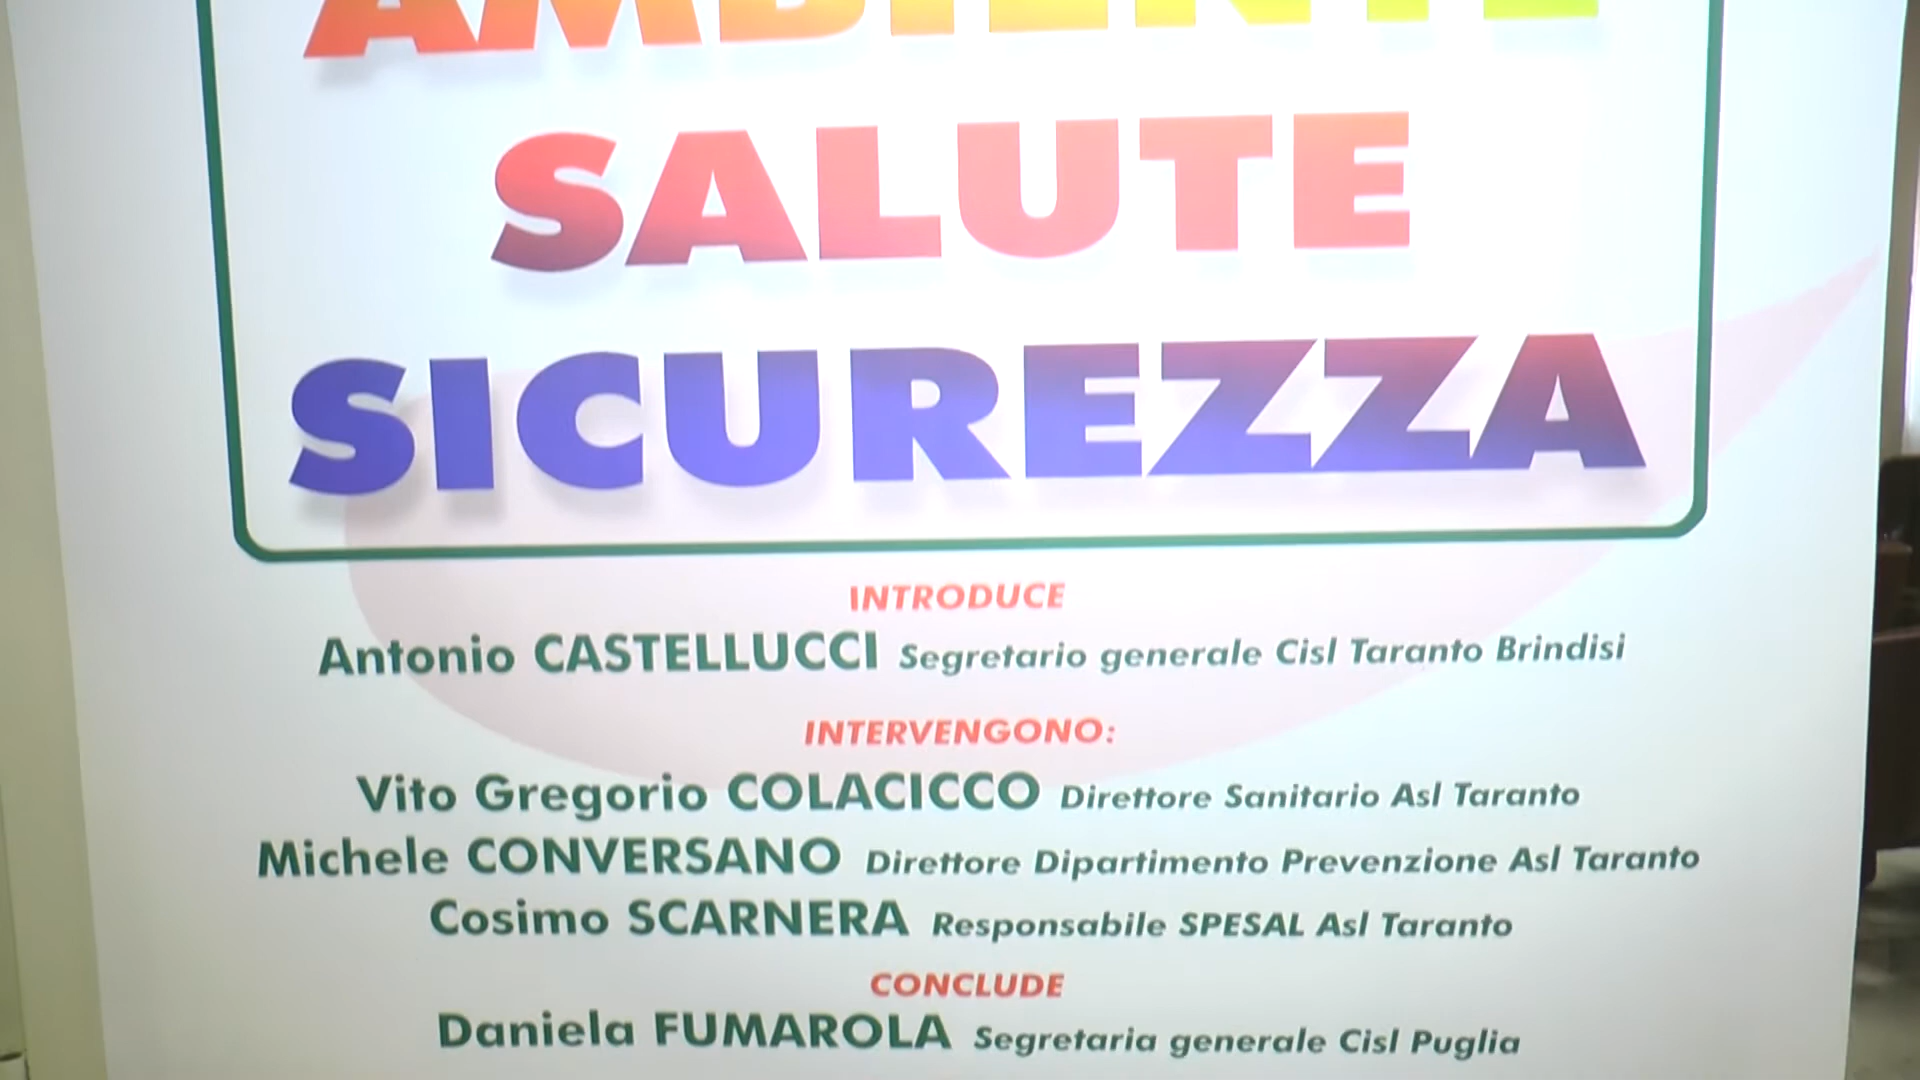 AMBIENTE
SALUTE
SICUREZZA
INTRODUCE
Antonio CASTELLUCCI Segretario generale Cisl Taranto Brindisi
INTERVENGONO:
Vito Gregorio COLACICCO Direttore Sanitario Asl Taranto
Michele CONVERSANO Direttore Dipartimento Prevenzione Asl Taranto
Cosimo SCARNERA Responsabile SPESAL Asl Taranto
CONCLUDE
Daniela FUMAROLA Segretaria generale Cisl Puglia